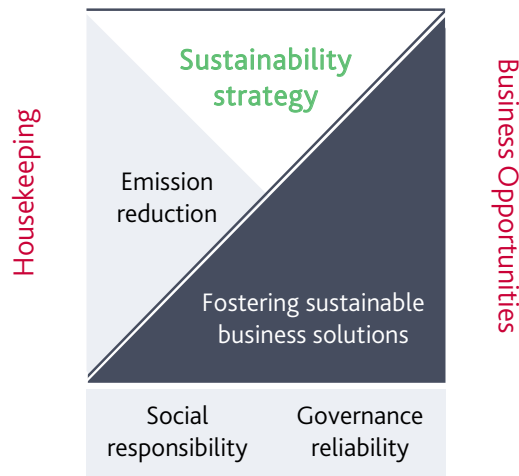 Sustainability
strategy
Housekeeping
Business Opportunities
Emission
reduction
Fostering sustainable
business solutions
Social
responsibility
Governance
reliability